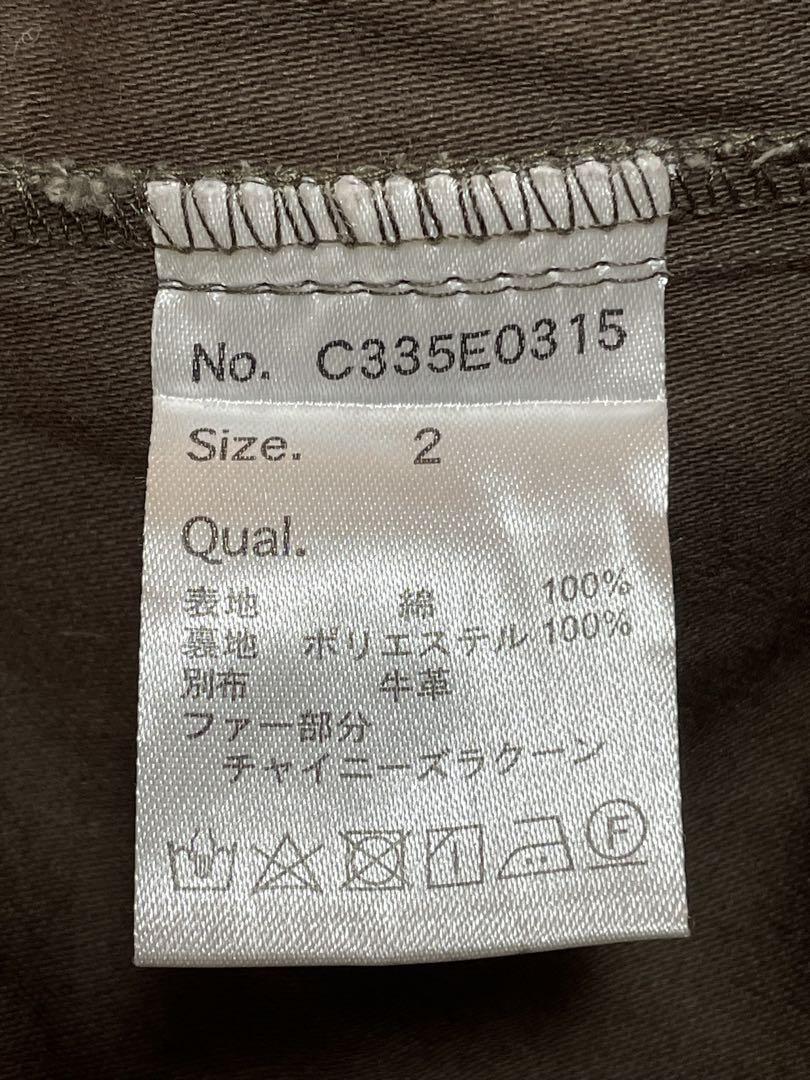 No. C335E0315
Size. 2
Qual.
表地 綿 100%
裏地 ポリエステル 100%
別布 牛革
ファー部分
チャイニーズラクーン
F